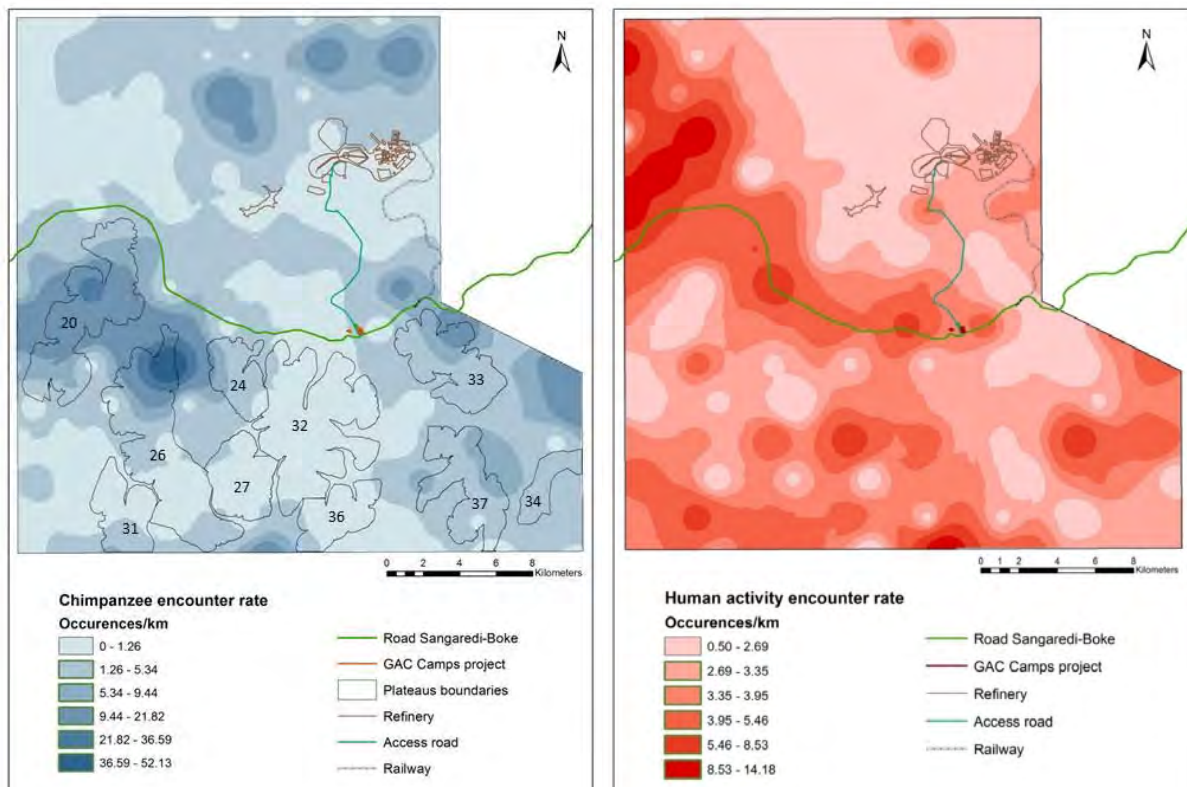 N
20
24
33
32
26
27
31
36
37
34
0 2 4 6 8
Kilometers
Chimpanzee encounter rate
Occurences/km
0 - 1.26
1.26 - 5.34
5.34 - 9.44
9.44 - 21.82
21.82 - 36.59
36.59 - 52.13
Road Sangaredi-Boke
GAC Camps project
Plateaus boundaries
Refinery
Access road
Railway
N
0 1 2 4 6 8
Kilometers
Human activity encounter rate
Occurences/km
0.50 - 2.69
2.69 - 3.35
3.35 - 3.95
3.95 - 5.46
5.46 - 8.53
8.53 - 14.18
Road Sangaredi-Boke
GAC Camps project
Refinery
Access road
Railway